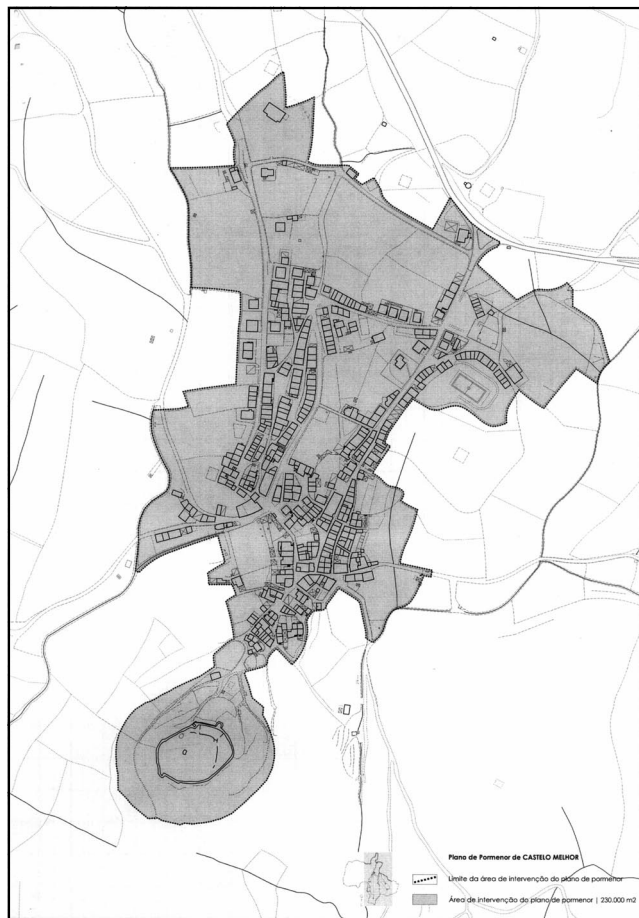 Plano de Pormenor de CASTELO MELHOR
Limite da área de intervenção do plano de pormenor
Área de intervenção do plano de pormenor | 230.000 m2